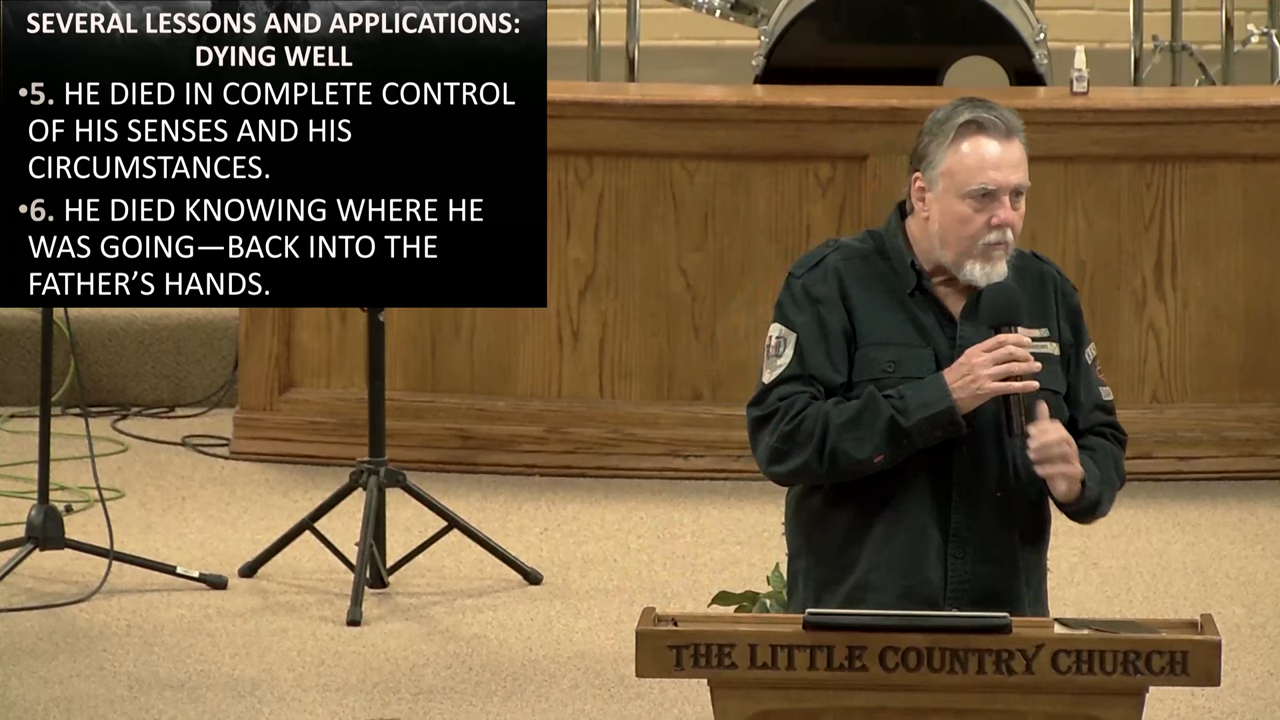 SEVERAL LESSONS AND APPLICATIONS:
DYING WELL
•5. HE DIED IN COMPLETE CONTROL
OF HIS SENSES AND HIS
CIRCUMSTANCES.
•6. HE DIED KNOWING WHERE HE
WAS GOING—BACK INTO THE
FATHER’S HANDS.
THE LITTLE COUNTRY CHURCH